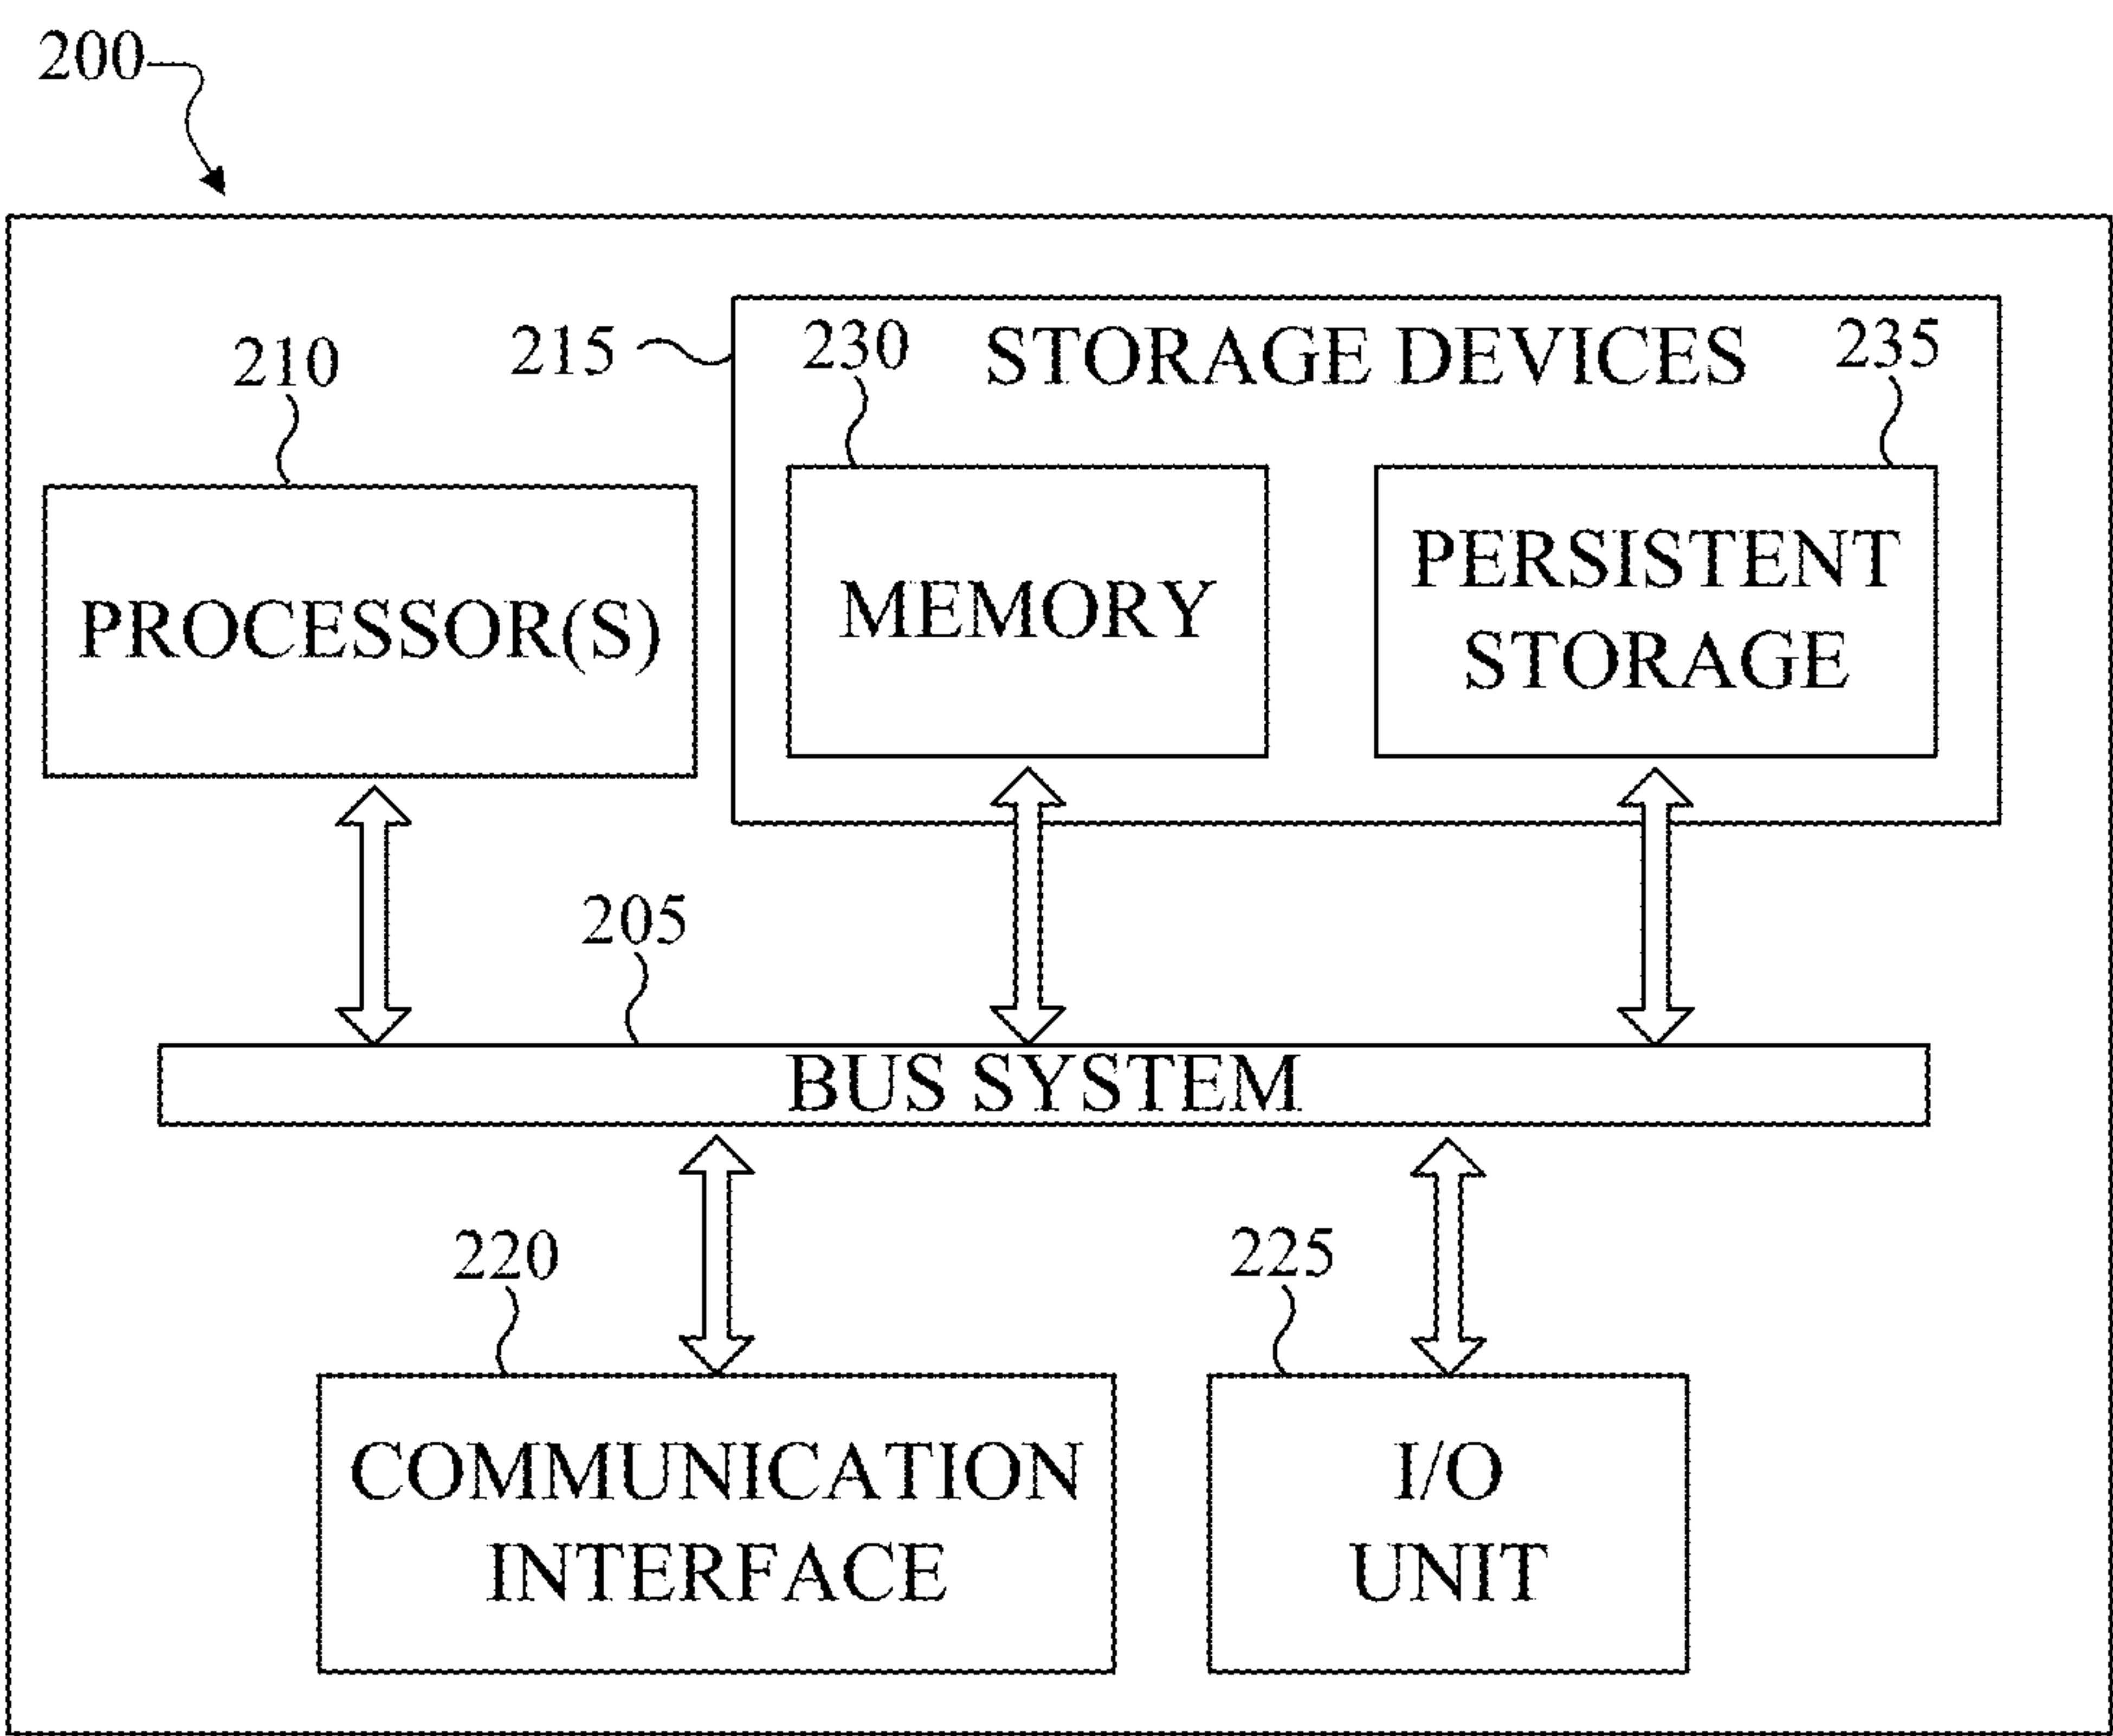 200
210
215
230
STORAGE DEVICES
235
PROCESSOR(S)
MEMORY
PERSISTENT
STORAGE
205
BUS SYSTEM
220
225
COMMUNICATION
INTERFACE
I/O
UNIT